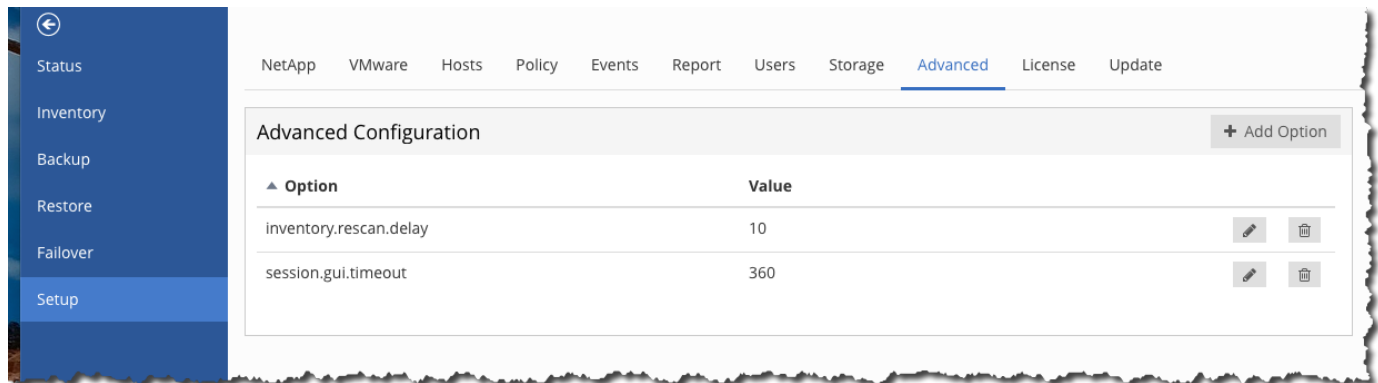 Status
Inventory
Backup
Restore
Failover
Setup
NetApp VMware Hosts Policy Events Report Users Storage Advanced License Update
Advanced Configuration
+ Add Option
Option Value
inventory.rescan.delay 10
session.gui.timeout 360